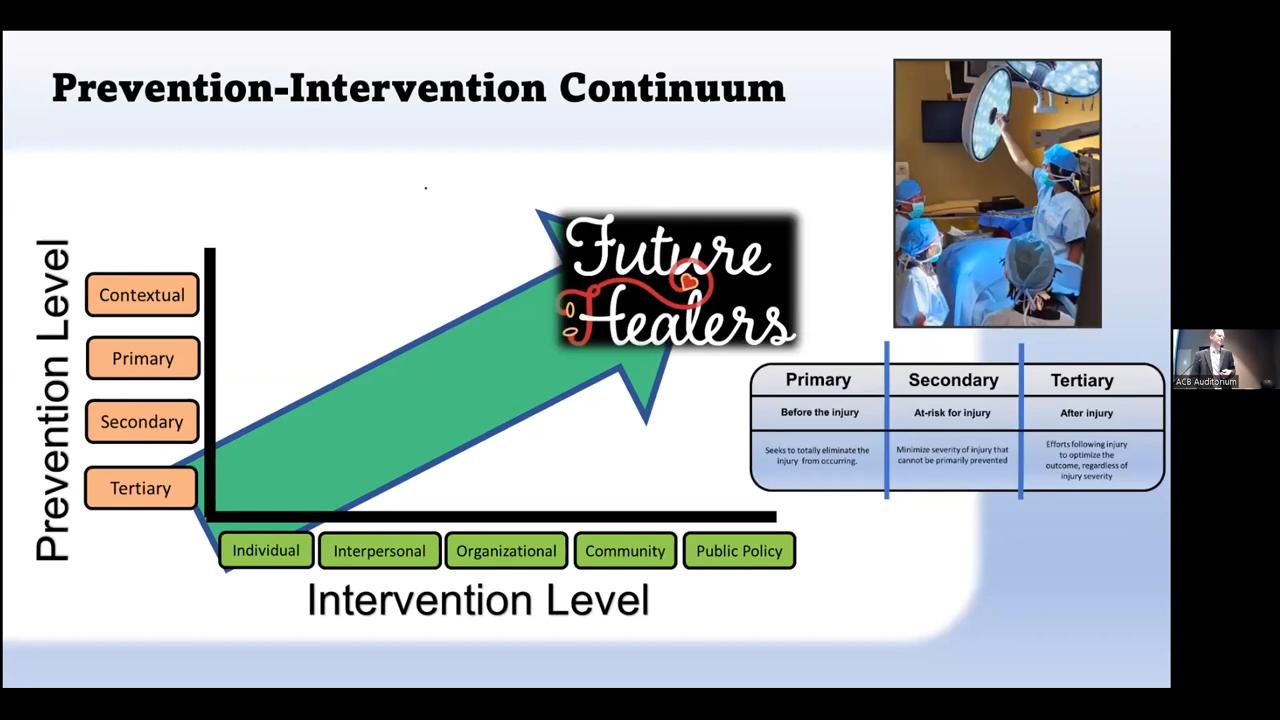 Prevention-Intervention Continuum
Prevention Level
Contextual
Primary
Secondary
Tertiary
Future
Healers
Individual
Interpersonal
Organizational
Community
Public Policy
Intervention Level
Primary
Secondary
Tertiary
Before the injury
At-risk for injury
After injury
Seeks to totally eliminate the
injury from occurring.
Minimize severity of injury that
cannot be primarily prevented
Efforts following injury
to optimize the
outcome, regardless of
injury severity
ACB Auditorium